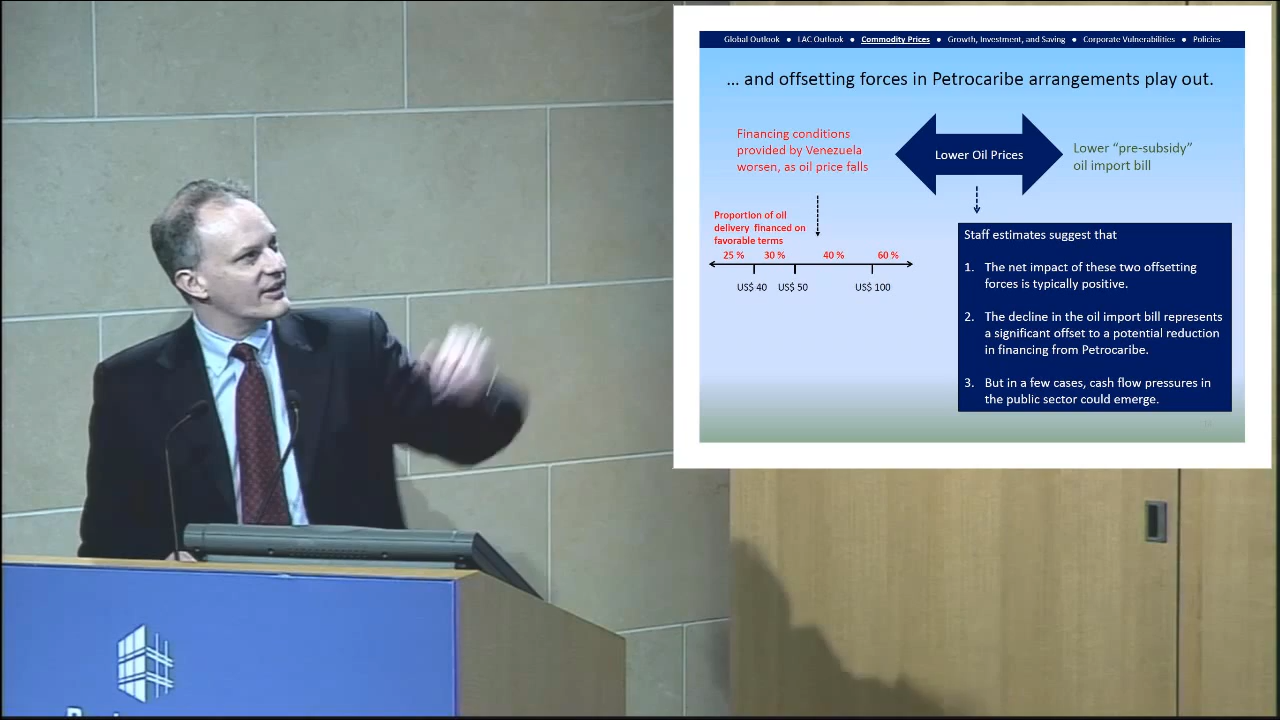 Global Outlook ● LAC Outlook ● Commodity Prices ● Growth, Investment, and Saving ● Corporate Vulnerabilities ● Policies
… and offsetting forces in Petrocaribe arrangements play out.
Financing conditions
provided by Venezuela
worsen, as oil price falls
Lower Oil Prices
Lower “pre-subsidy”
oil import bill
Proportion of oil
delivery financed on
favorable terms
25 % 30 % 40 % 60 %
US$ 40 US$ 50 US$ 100
Staff estimates suggest that
1. The net impact of these two offsetting
forces is typically positive.
2. The decline in the oil import bill represents
a significant offset to a potential reduction
in financing from Petrocaribe.
3. But in a few cases, cash flow pressures in
the public sector could emerge.